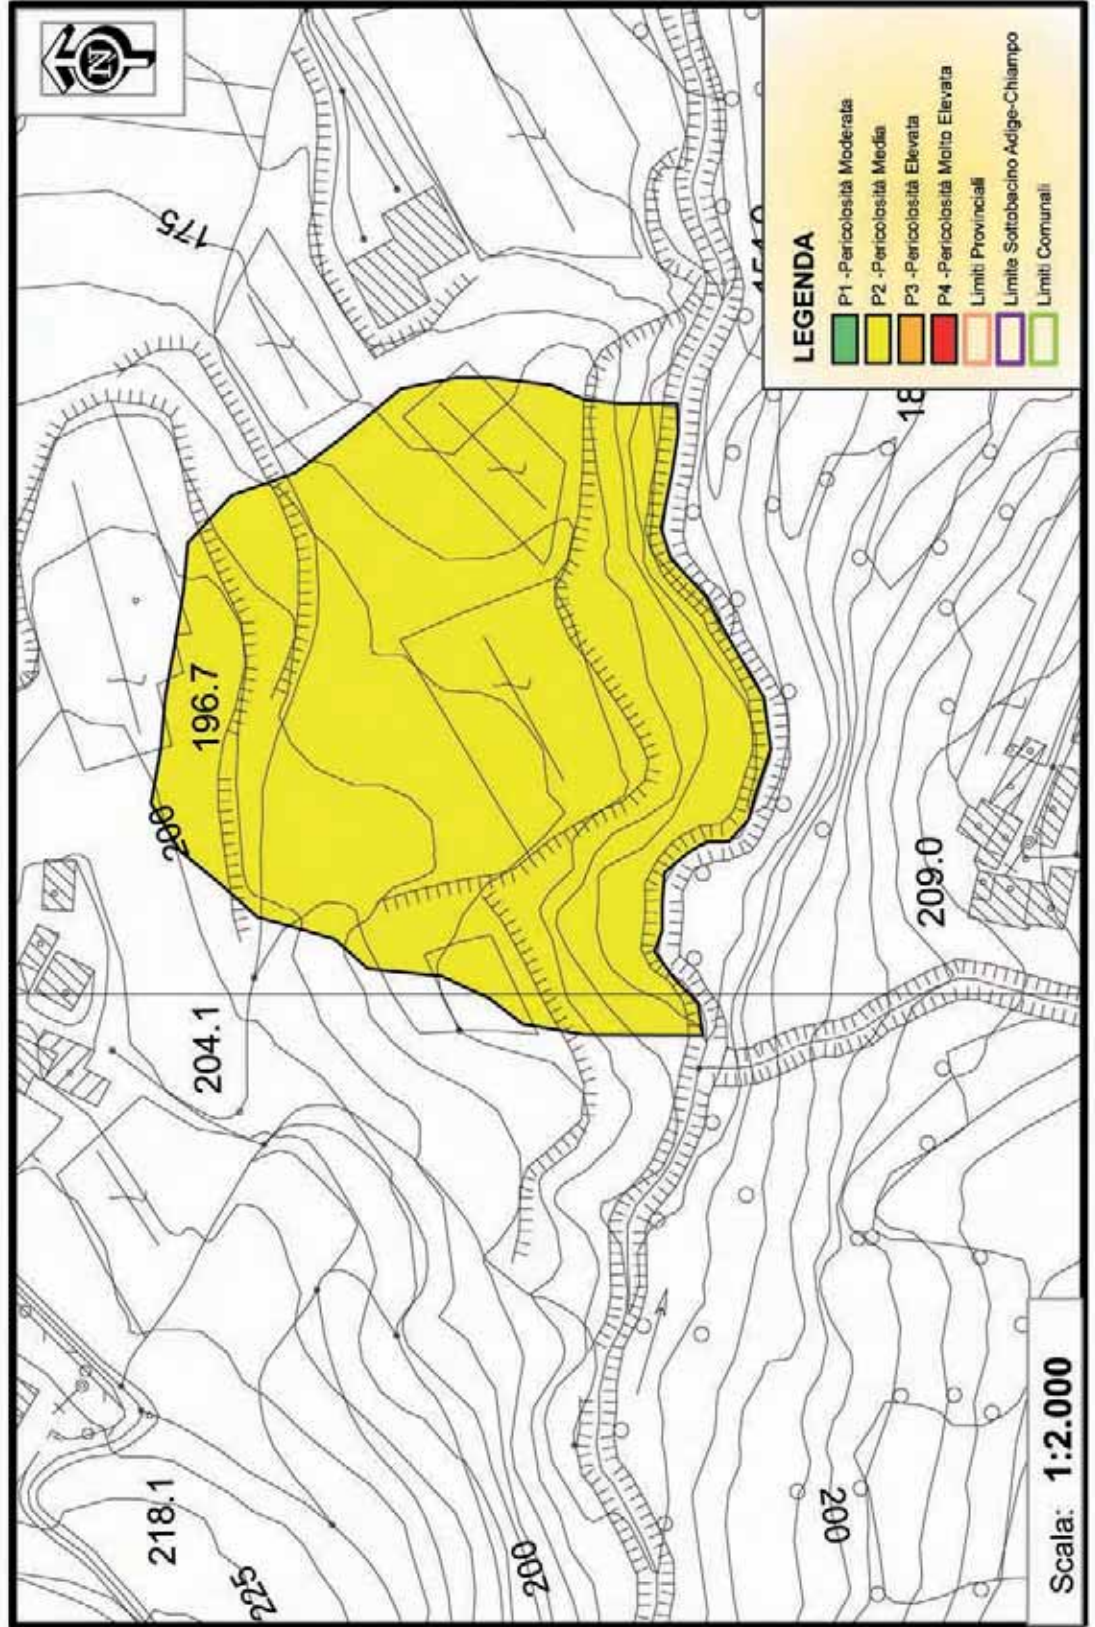 N
175
196.7
200
204.1
218.1
225
200
200
209.0
18
LEGENDA
P1 -Pericolosità Moderata
P2 -Pericolosità Media
P3 -Pericolosità Elevata
P4 -Pericolosità Molto Elevata
Limiti Provinciali
Limite Sottobacino Adige-Chiampo
Limiti Comunali
Scala: 1:2.000